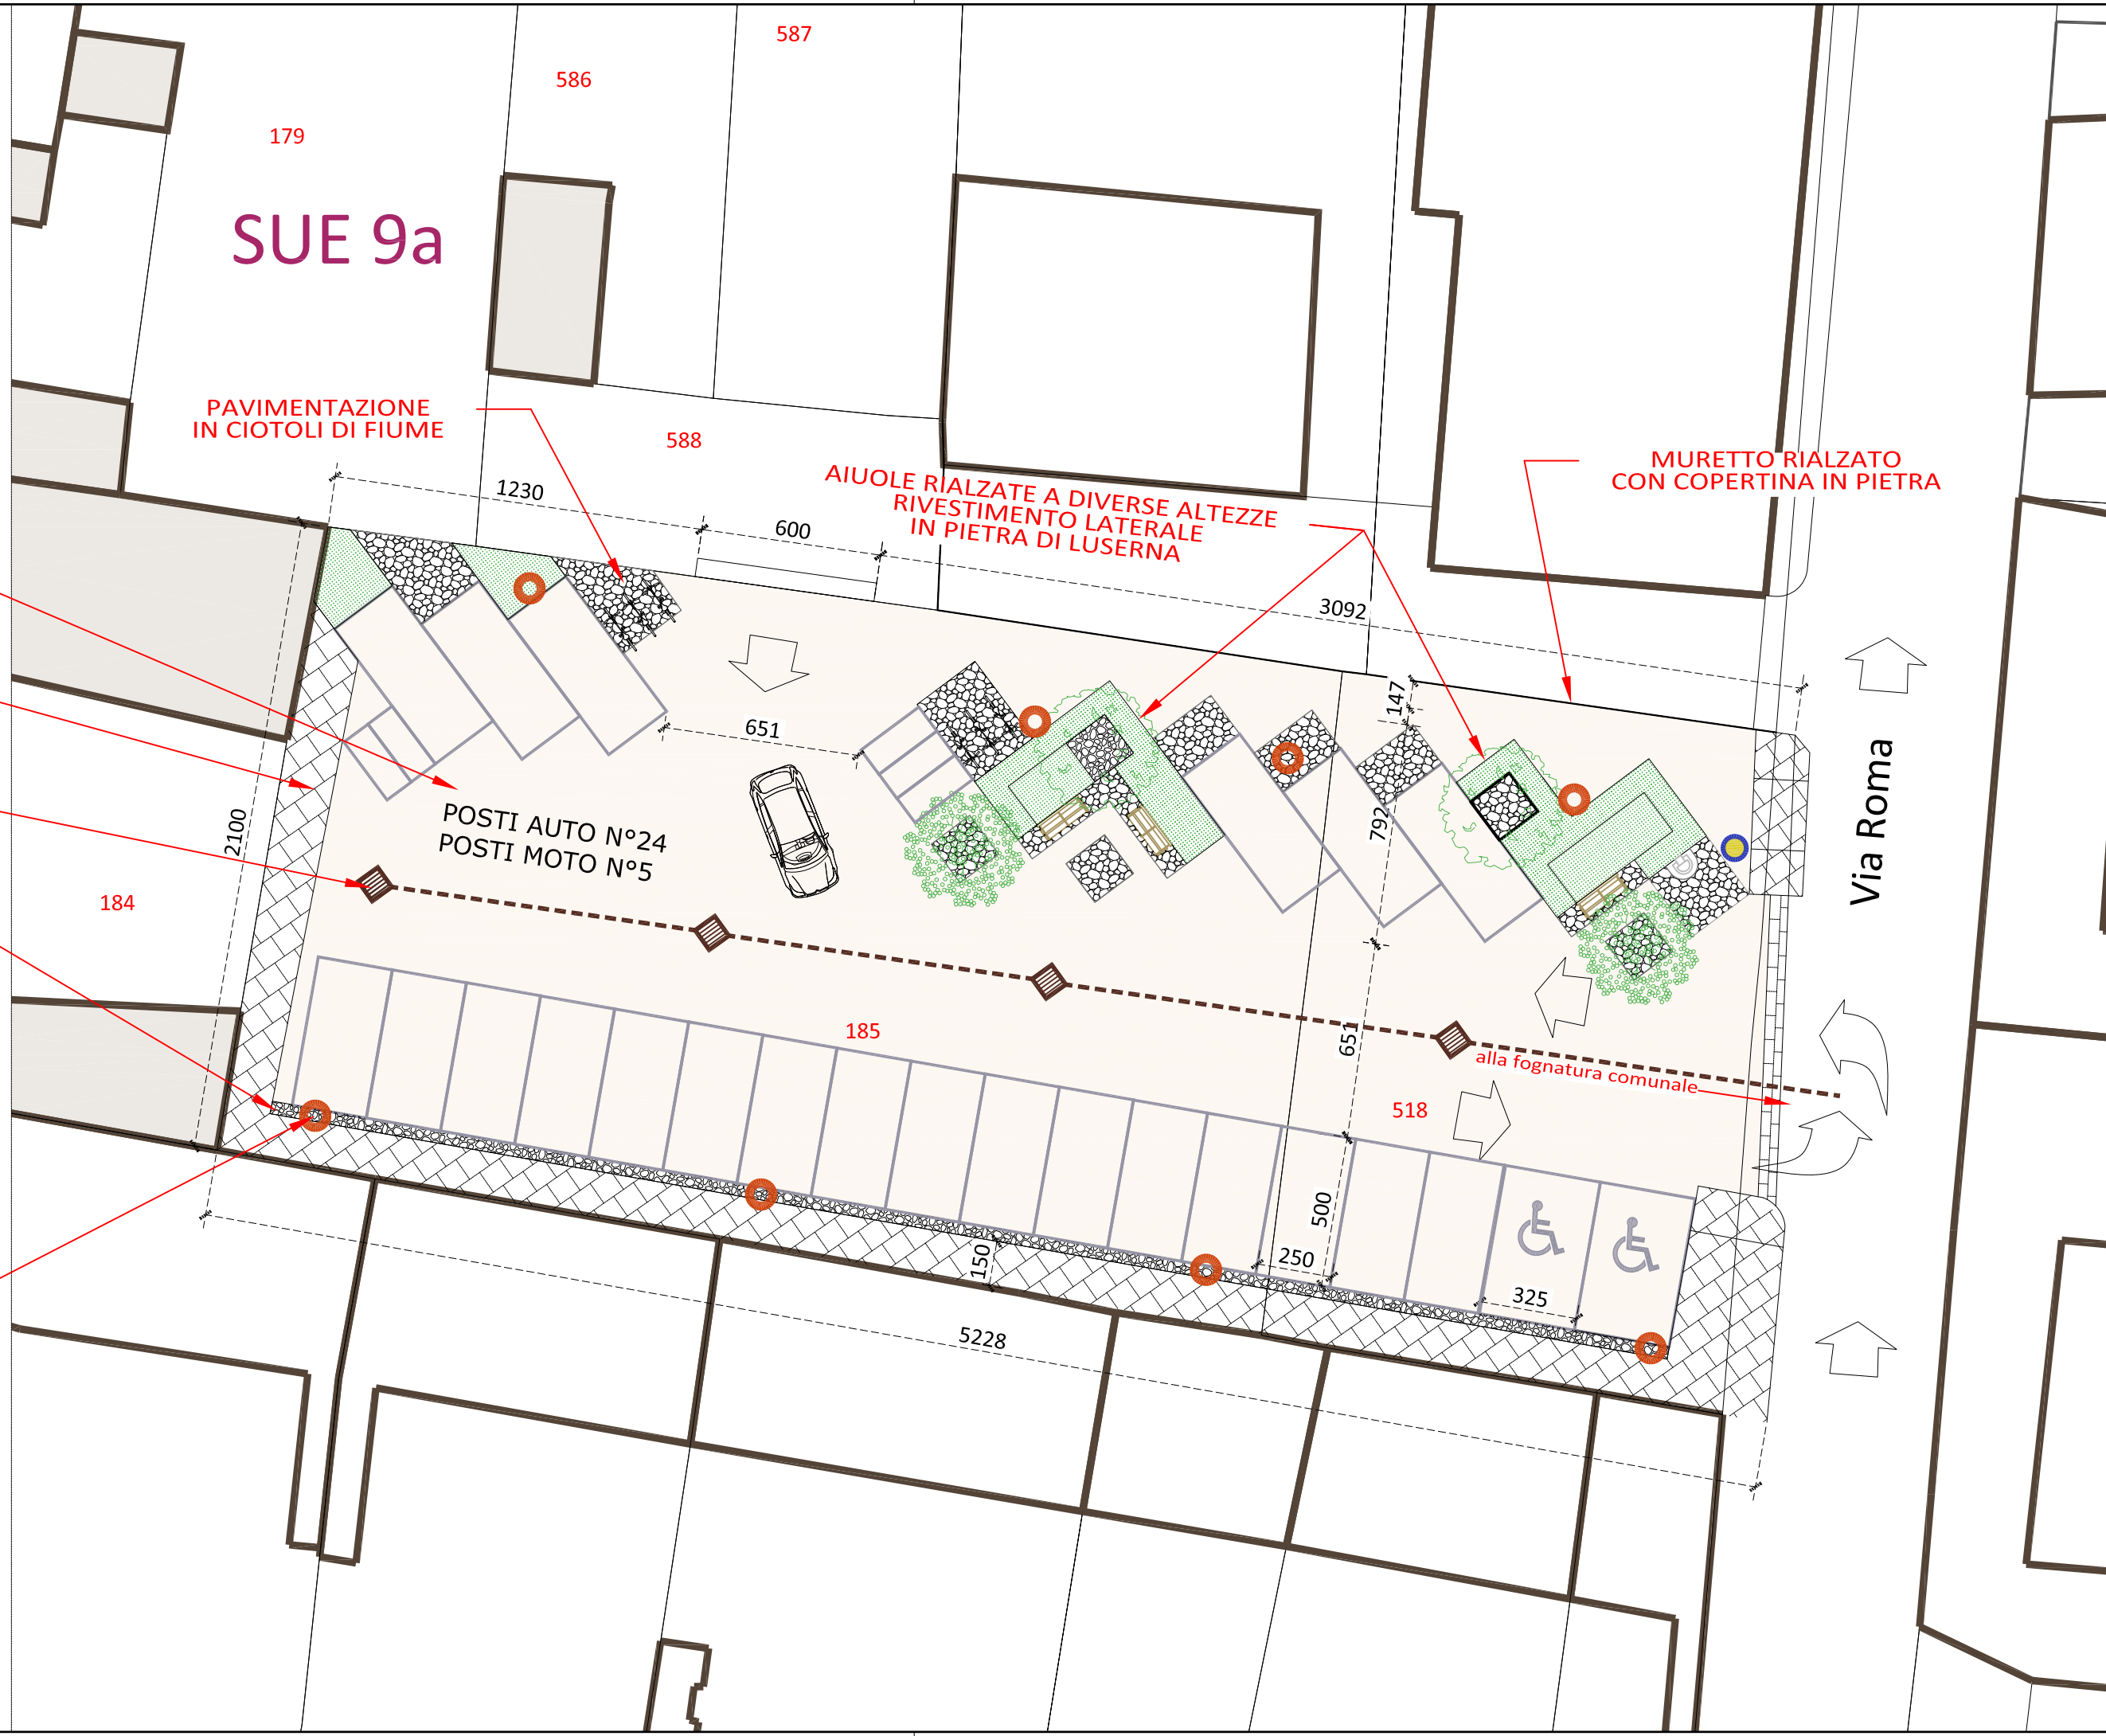 587
586
179
SUE 9a
PAVIMENTAZIONE
IN CIOTOLI DI FIUME
588
AIUOLE RIALZATE A DIVERSE ALTEZZE
RIVESTIMENTO LATERALE
IN PIETRA DI LUSERNA
MURETTO RIALZATO
CON COPERTINA IN PIETRA
1230
600
3092
147
651
792
2100
POSTI AUTO N°24
POSTI MOTO N°5
Via Roma
184
185
651
alla fognatura comunale
518
500
150
250
325
5228